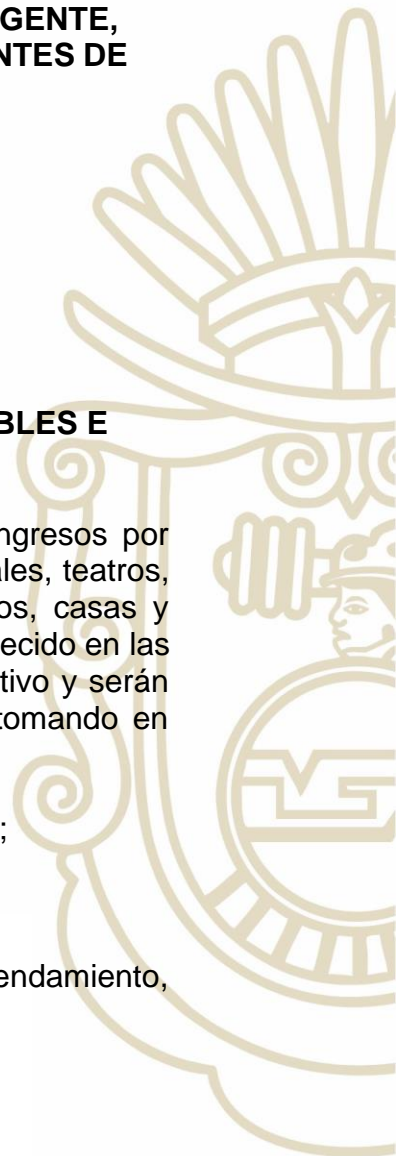 GENTE,
NTES DE
BLES E
ngresos por
ales, teatros,
os, casas y
ecido en las
tivo y serán
tomando en
;
endamiento,